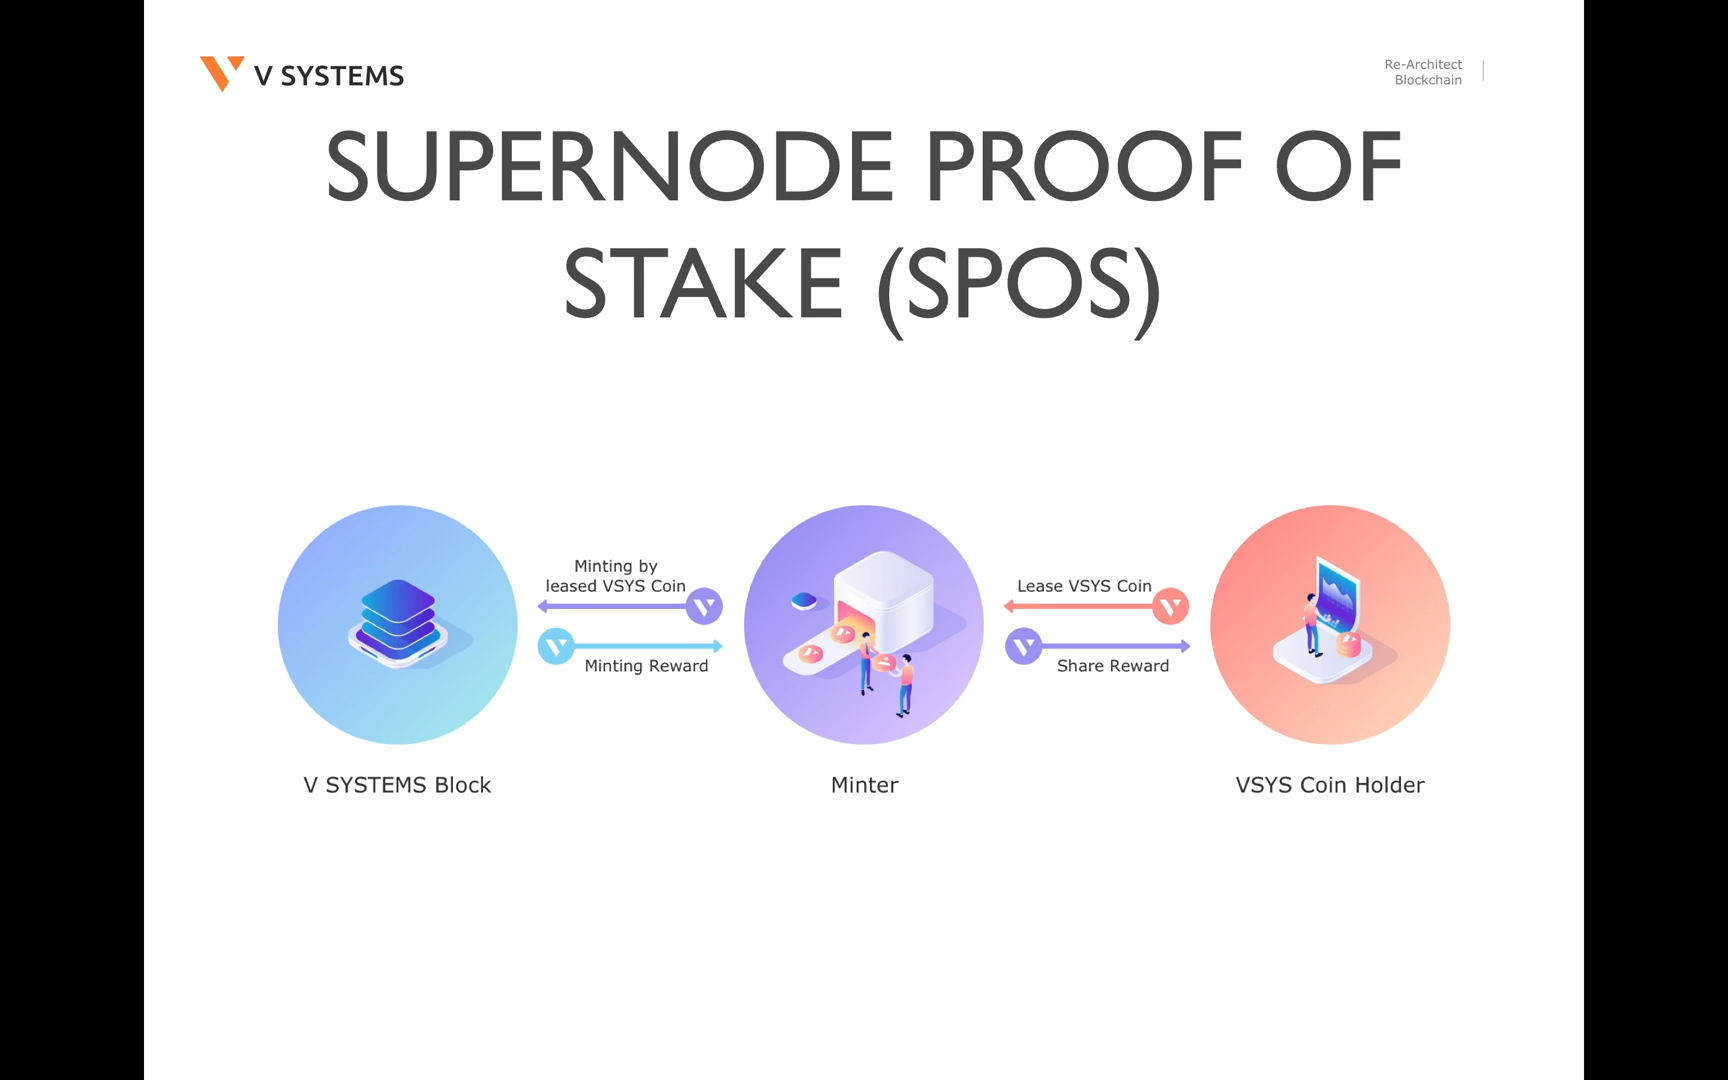 V SYSTEMS
Re-Architect
Blockchain
SUPERNODE PROOF OF
STAKE (SPOS)
Minting by
leased VSYS Coin
Minting Reward
Lease VSYS Coin
Share Reward
V SYSTEMS Block
Minter
VSYS Coin Holder